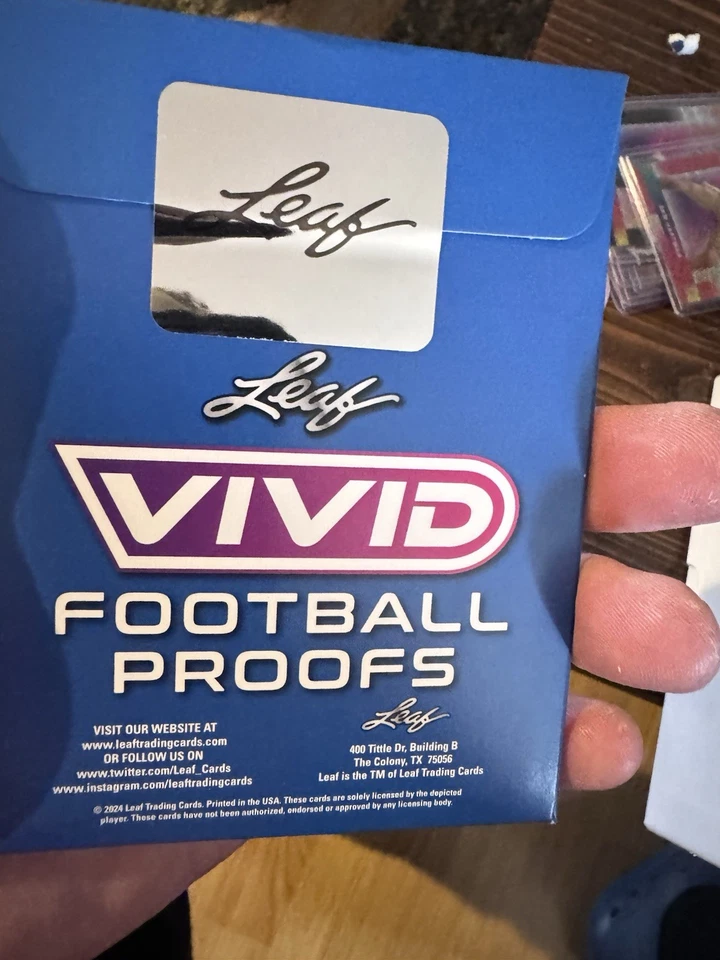 Leaf
Leaf
VIVID
FOOTBALL
PROOFS
VISIT OUR WEBSITE AT
www.leaftradingcards.com
OR FOLLOW US ON
www.twitter.com/Leaf_Cards
www.instagram.com/leaftradingcards
Leaf
400 Tittle Dr, Building B
The Colony, TX 75056
Leaf is the TM of Leaf Trading Cards
© 2024 Leaf Trading Cards. Printed in the USA. These cards are solely licensed by the depicted
player. These cards have not been authorized, endorsed or approved by any licensing body.